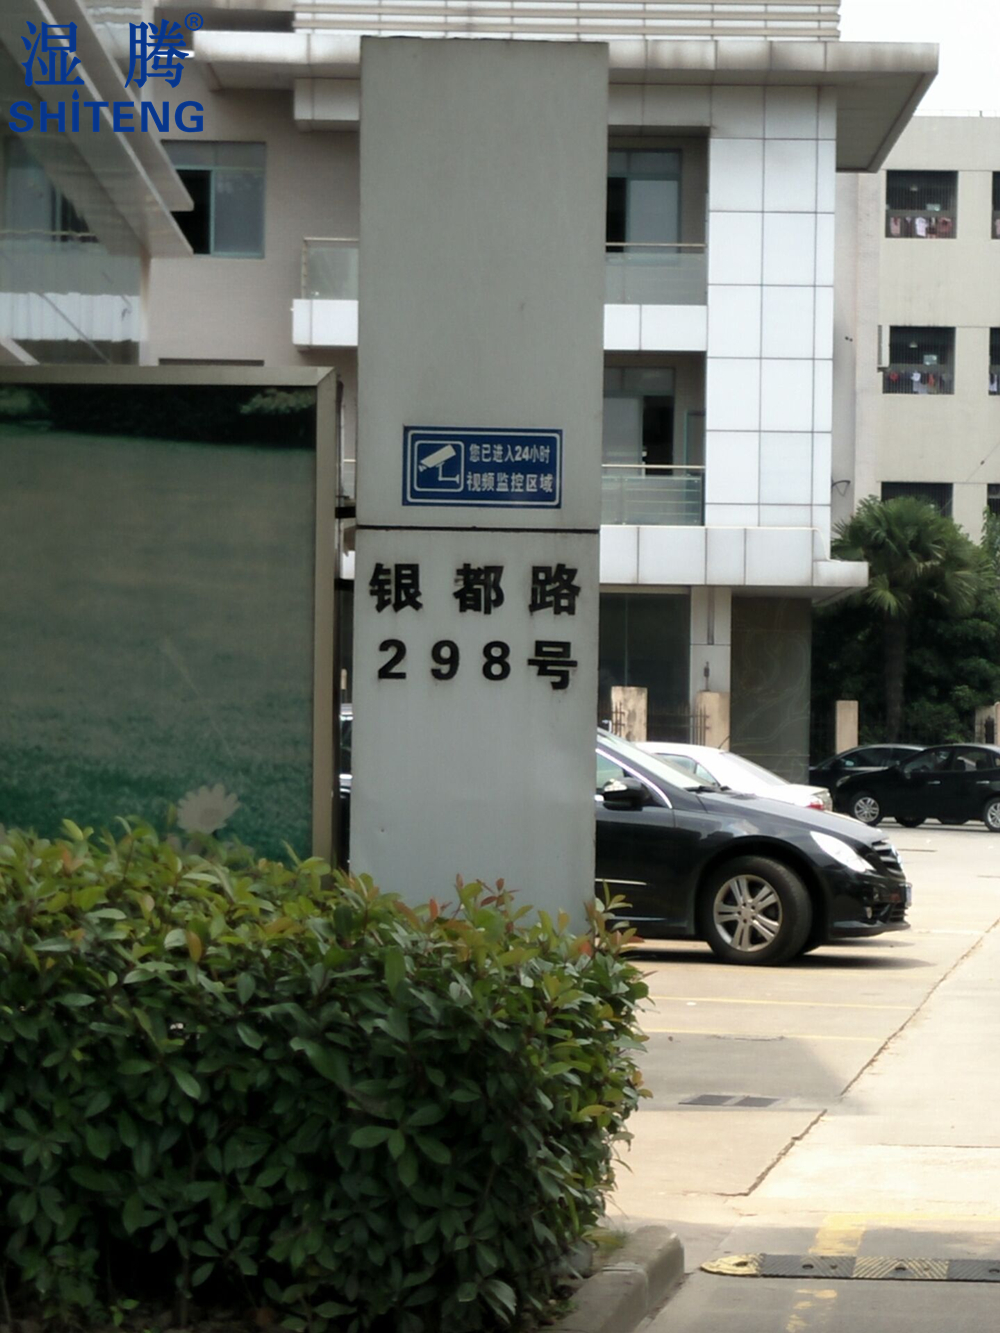 湿腾®
SHiTENG
您已进入24小时
视频监控区域
银都路
298号